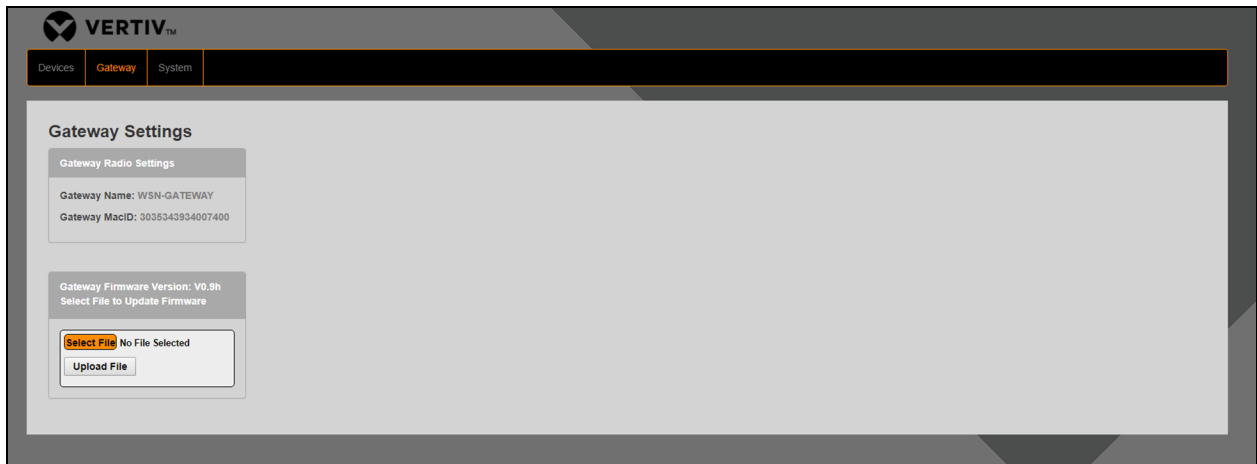 VERTIV™
Devices Gateway System
Gateway Settings
Gateway Radio Settings
Gateway Name: WSN-GATEWAY
Gateway MacID: 3035343934007400
Gateway Firmware Version: V0.9h
Select File to Update Firmware
Select File No File Selected
Upload File